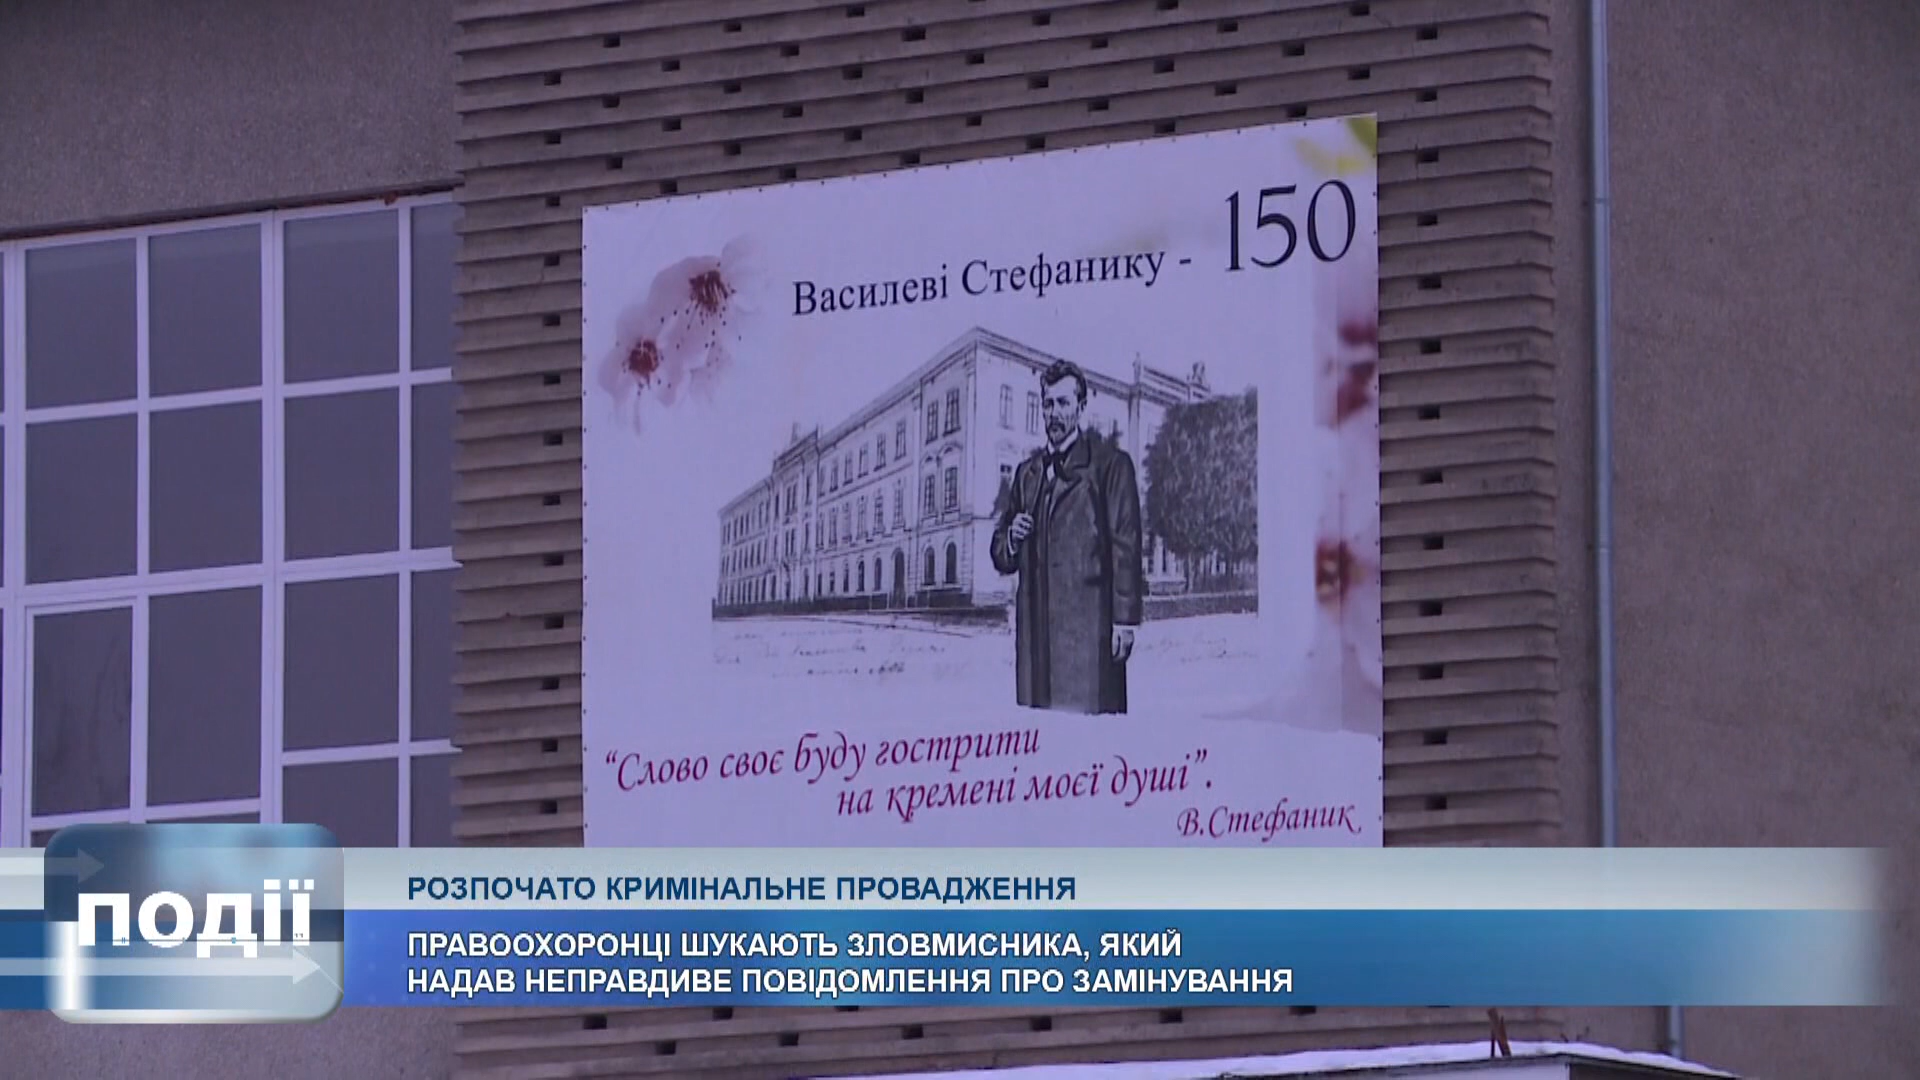 Василеві Стефанику - 150
“Слово своє буду гострити
на кремені моєї душі”.
В.Стефаник
події
РОЗПОЧАТО КРИМІНАЛЬНЕ ПРОВАДЖЕННЯ
ПРАВООХОРОНЦІ ШУКАЮТЬ ЗЛОВМИСНИКА, ЯКИЙ
НАДАВ НЕПРАВДИВЕ ПОВІДОМЛЕННЯ ПРО ЗАМІНУВАННЯ